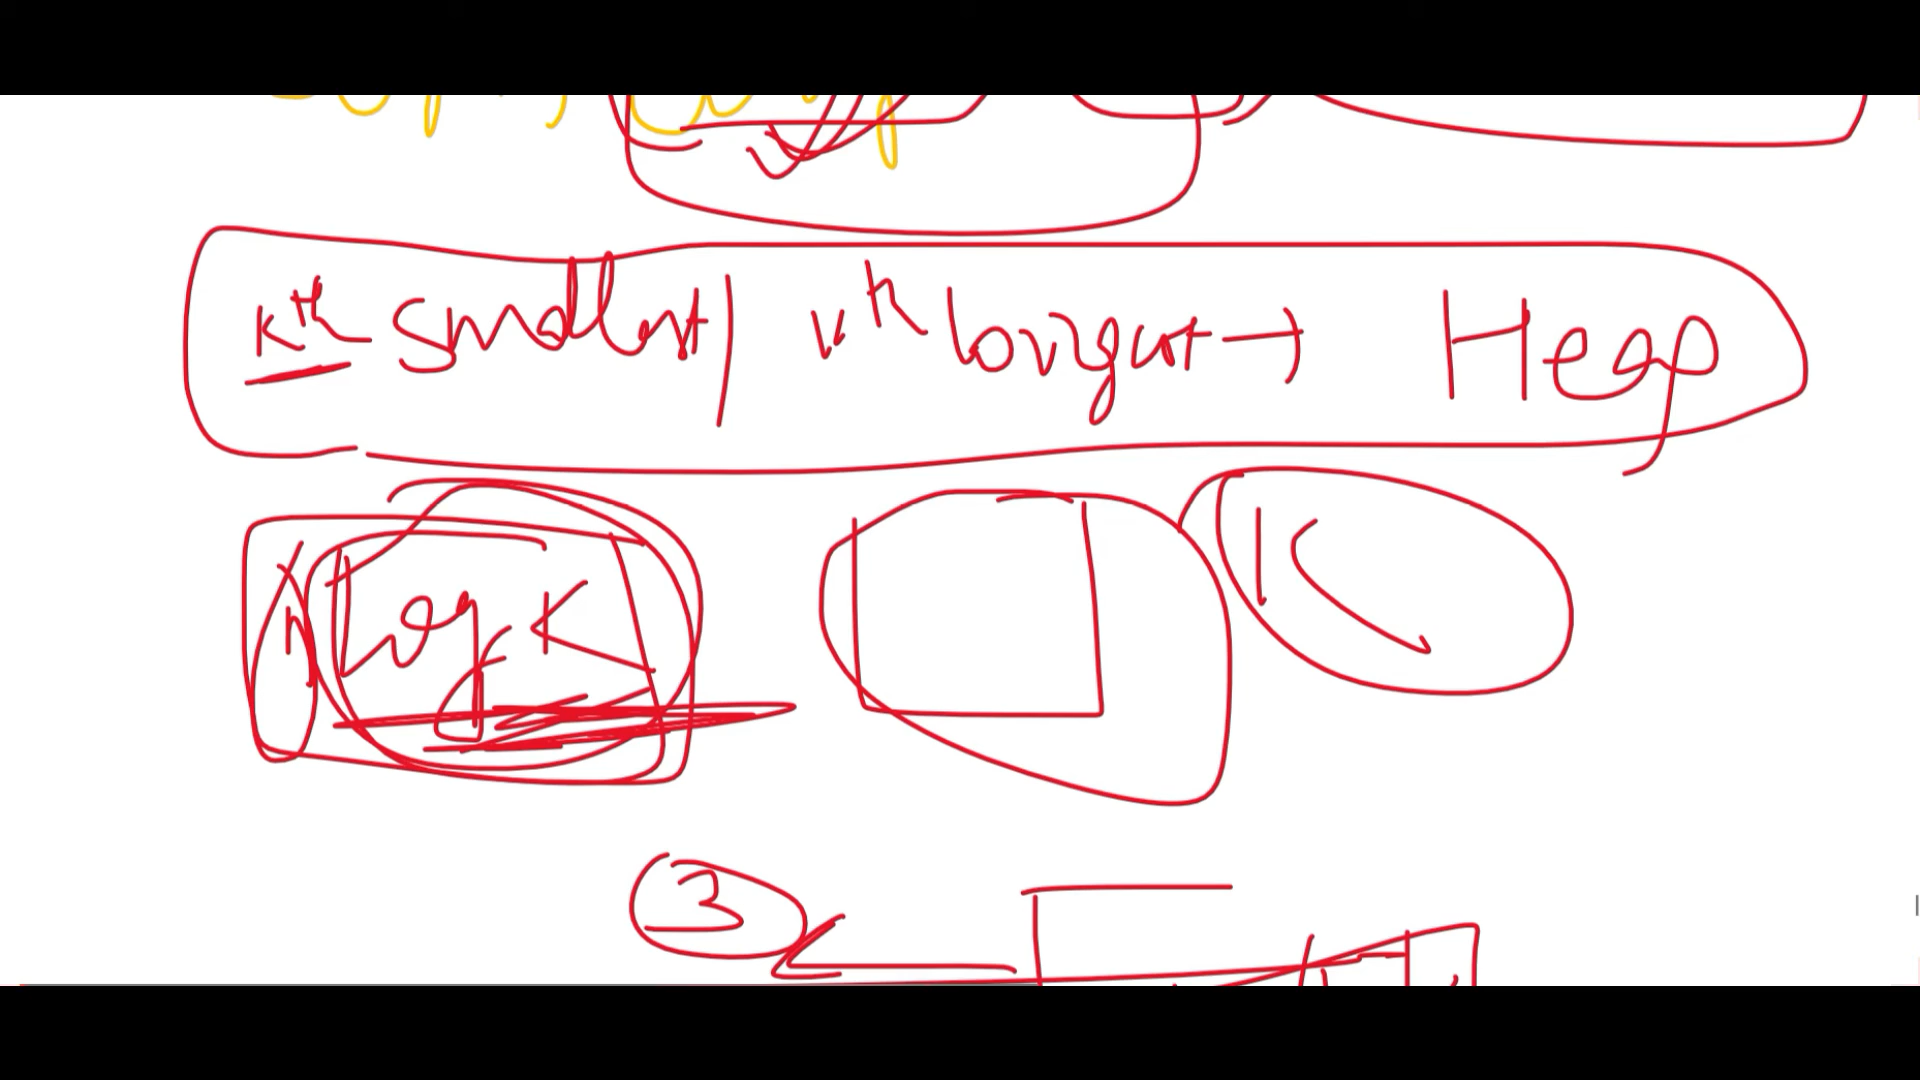 Kth smallest / kth largest → Heap
n log K
K
3